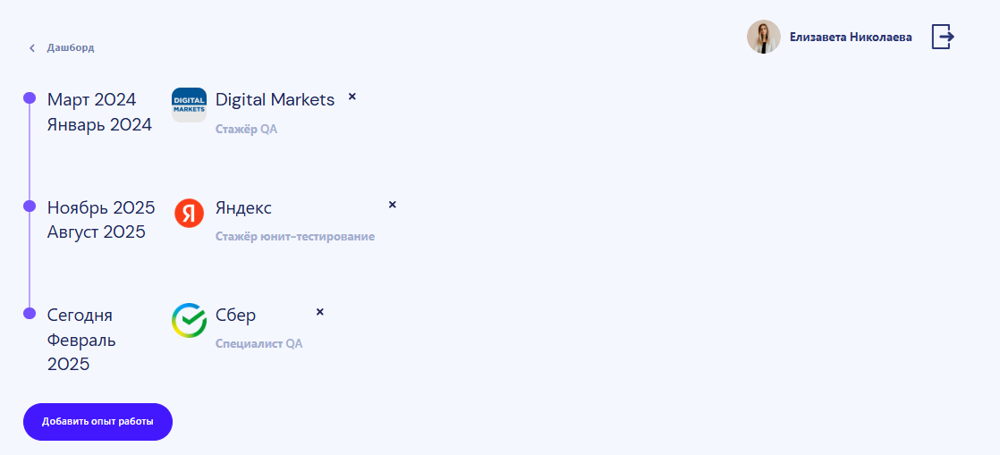 Дашборд
Елизавета Николаева
Март 2024
Январь 2024
DIGITAL
MARKETS
Digital Markets
×
Стажёр QA
Ноябрь 2025
Август 2025
Я
Яндекс
×
Стажёр юнит-тестирование
Сегодня
Февраль
2025
Сбер
×
Специалист QA
Добавить опыт работы